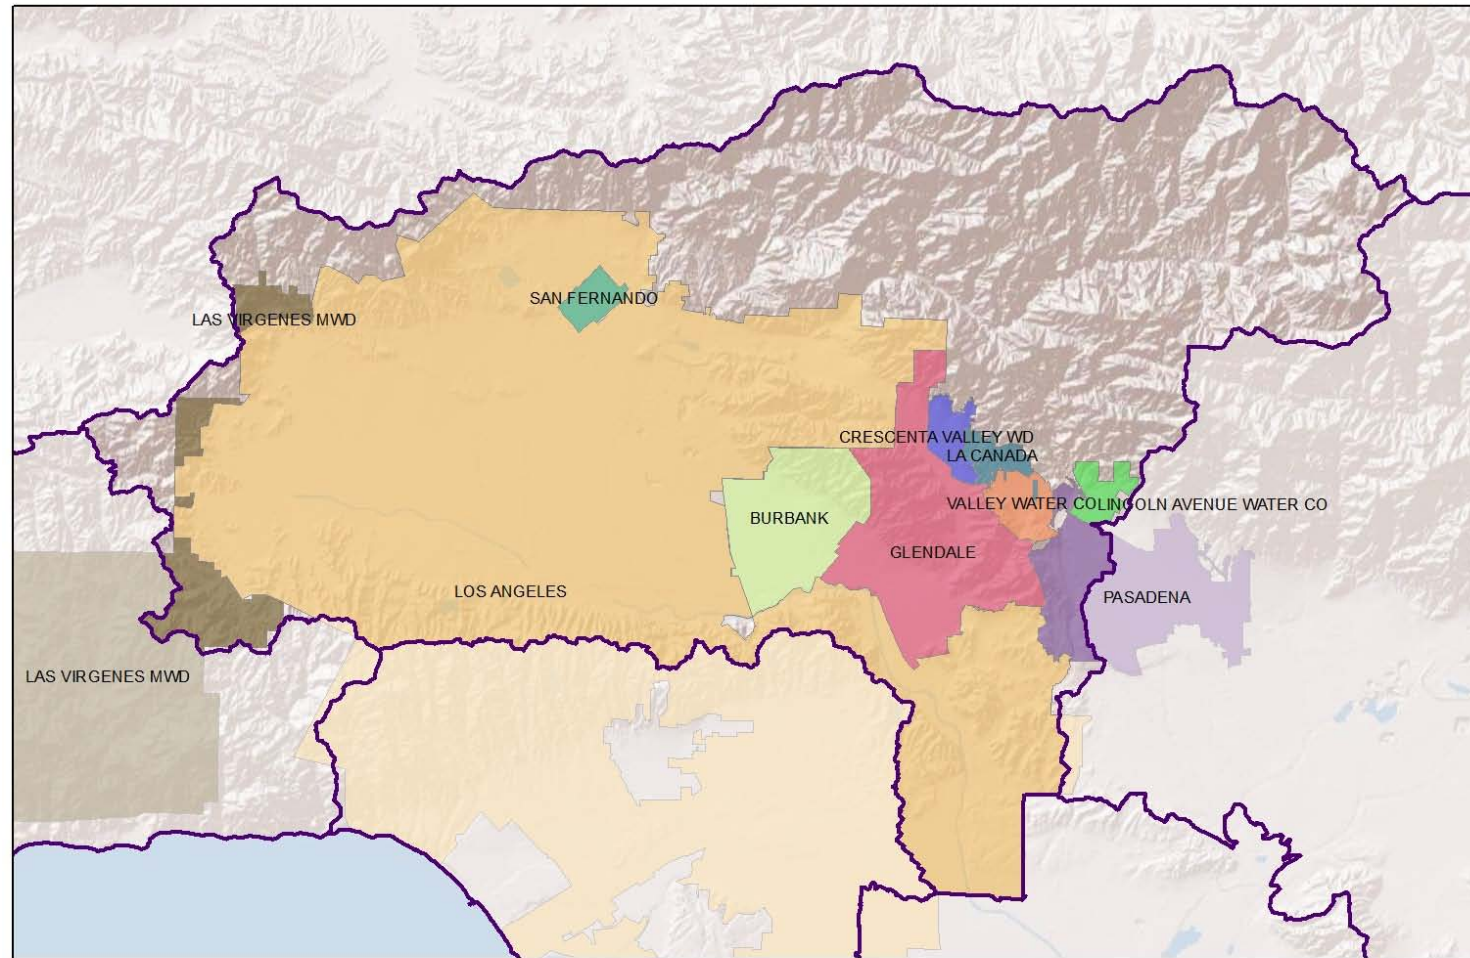 SAN FERNANDO
LAS VIRGENES MWD
CRESCENTA VALLEY WD
LA CANADA
VALLEY WATER CO
LINCOLN AVENUE WATER CO
BURBANK
GLENDALE
LOS ANGELES
PASADENA
LAS VIRGENES MWD